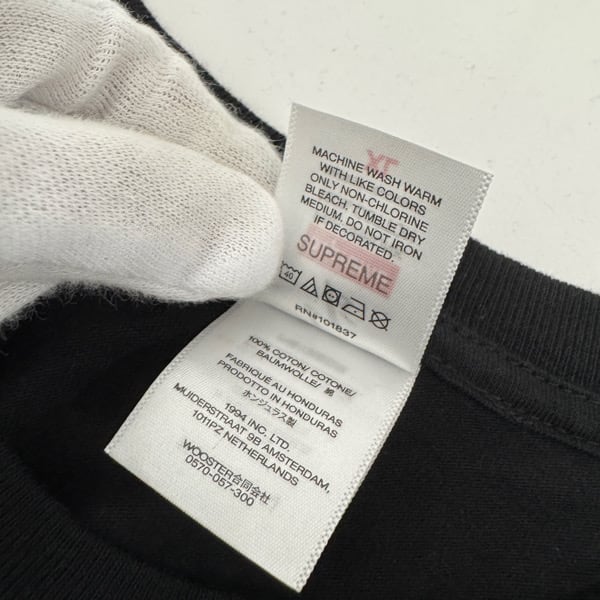 MACHINE WASH WARM
WITH LIKE COLORS
ONLY NON-CHLORINE
BLEACH. TUMBLE DRY
MEDIUM. DO NOT IRON
IF DECORATED.
SUPREME
40
RN#101837
100% COTON/ COTONE/
BAUMWOLLE/ 綿
FABRIQUÉ AU HONDURAS
PRODOTTO IN HONDURAS
ホンジュラス製
1994 INC. LTD.
MUIDERSTRAAT 9B AMSTERDAM,
1011PZ NETHERLANDS
WOOSTER合同会社
0570-057-300